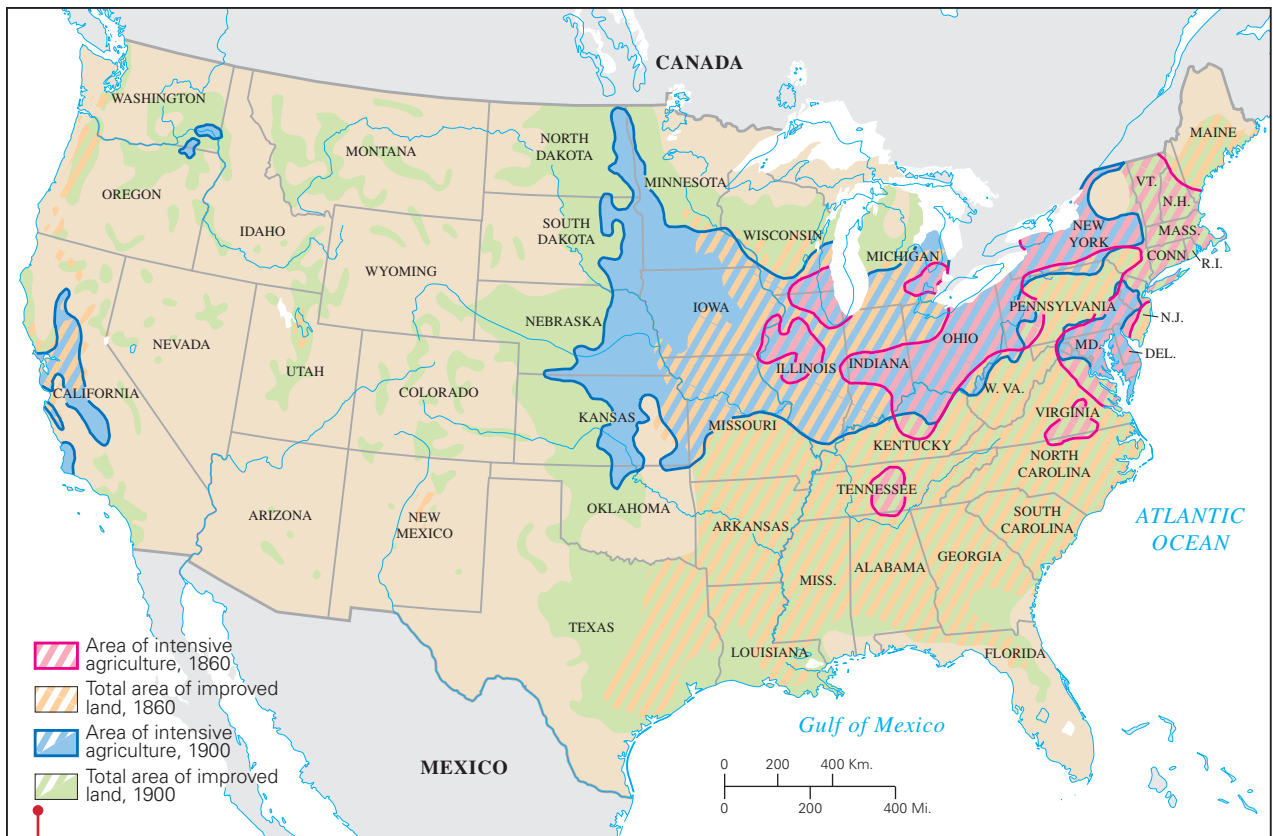 CANADA
WASHINGTON
MONTANA
NORTH
DAKOTA
MINNESOTA
MAINE
OREGON
IDAHO
SOUTH
DAKOTA
WYOMING
WISCONSIN
MICHIGAN
VT.
N.H.
NEW
YORK
MASS.
CONN.
R.I.
NEBRASKA
IOWA
PENNSYLVANIA
N.J.
NEVADA
UTAH
COLORADO
CALIFORNIA
KANSAS
MISSOURI
ILLINOIS
INDIANA
OHIO
MD.
DEL.
W. VA.
VIRGINIA
KENTUCKY
NORTH
CAROLINA
TENNESSEE
ARIZONA
NEW
MEXICO
OKLAHOMA
ARKANSAS
SOUTH
CAROLINA
MISS.
ALABAMA
GEORGIA
ATLANTIC
OCEAN
TEXAS
LOUISIANA
FLORIDA
Gulf of Mexico
MEXICO
Area of intensive
agriculture, 1860
Total area of improved
land, 1860
Area of intensive
agriculture, 1900
Total area of improved
land, 1900
0 200 400 Km.
0 200 400 Mi.